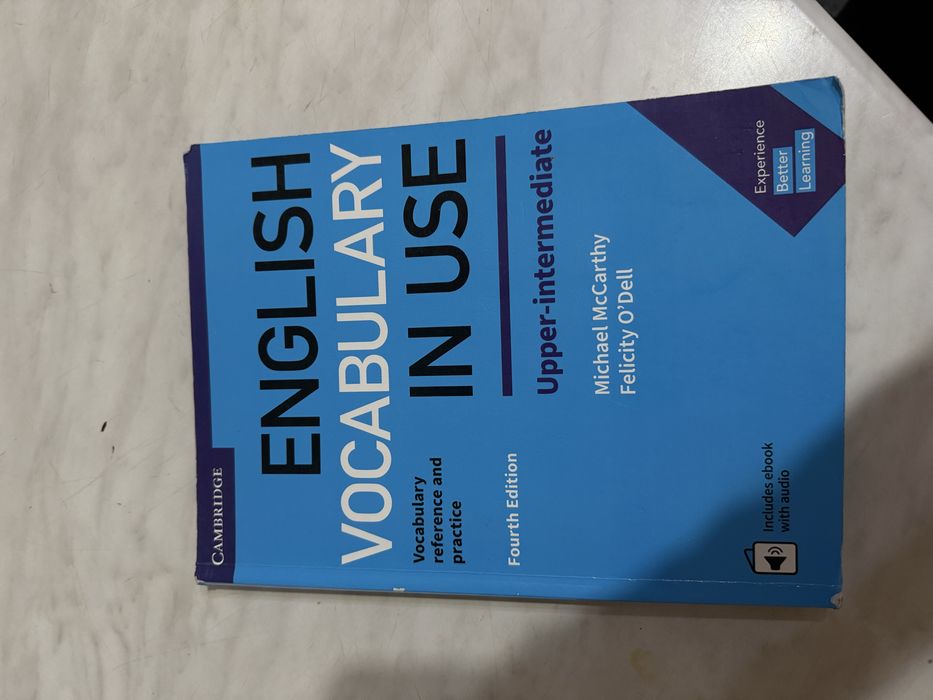 CAMBRIDGE
ENGLISH
VOCABULARY
IN USE
Vocabulary
reference and
practice
Upper-intermediate
Fourth Edition
Michael McCarthy
Felicity O'Dell
Includes ebook
with audio
Experience
Better
Learning